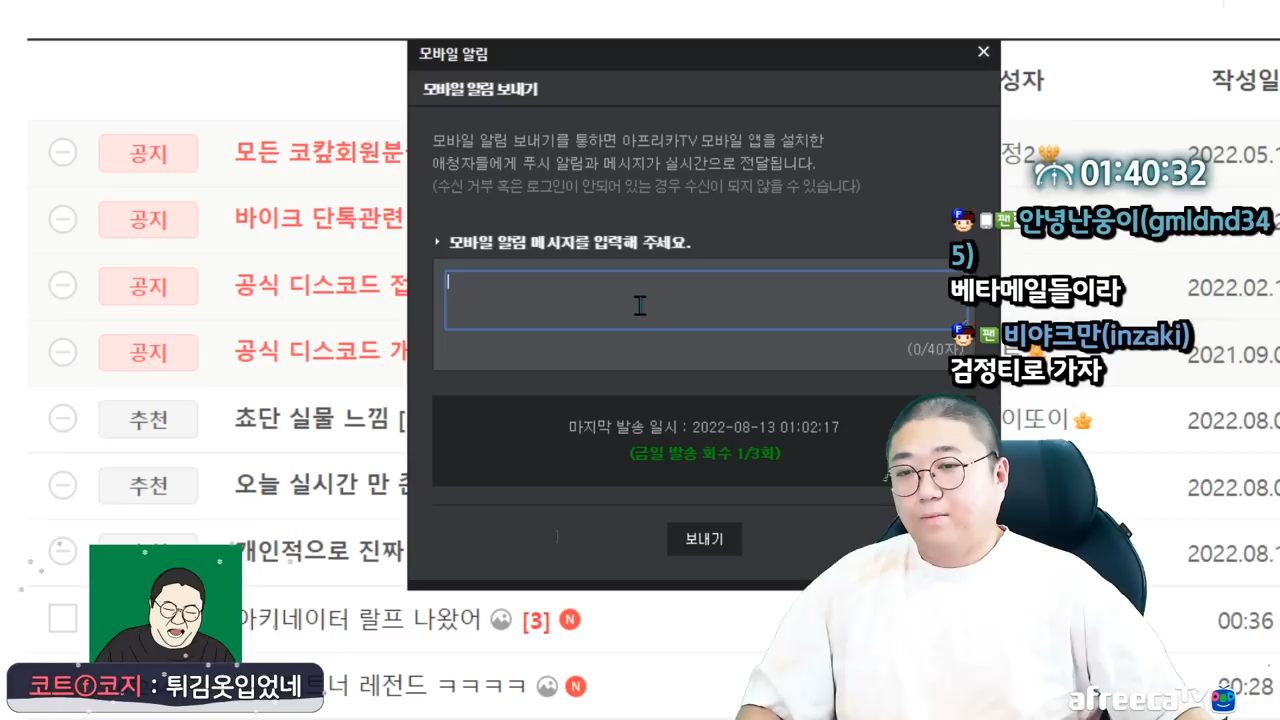 모바일 알림
모바일 알림 보내기
모바일 알림 보내기를 통하면 아프리카TV 모바일 앱을 설치한
애청자들에게 푸시 알림과 메시지가 실시간으로 전달됩니다.
(수신 거부 혹은 로그인이 안되어 있는 경우 수신이 되지 않을 수 있습니다)
모바일 알림 메시지를 입력해 주세요.
(0/40자)
마지막 발송 일시 : 2022-08-13 01:02:17
(금일 발송 회수 1/3회)
보내기
성자 작성일
공지 모든 코캎회원분
정2 2022.05.1
공지 바이크 단톡관련
공지 공식 디스코드 접
2022.02.1
공지 공식 디스코드 가
2021.09.0
추천 쵸단 실물 느낌 [
이또이 2022.08.0
추천 오늘 실시간 만
2022.08.0
개인적으로 진짜
2022.08.1
아키네이터 랄프 나왔어 [3] N
00:36
트너 레전드 ㅋㅋㅋㅋ N
00:28
01:40:32
F 팬 안녕난웅이(gmldnd34
5)
베타메일들이라
F 팬 비야크만(inzaki)
검정티로 가자
코트ⓕ코지 : 튀김옷입었네
afreecaTV